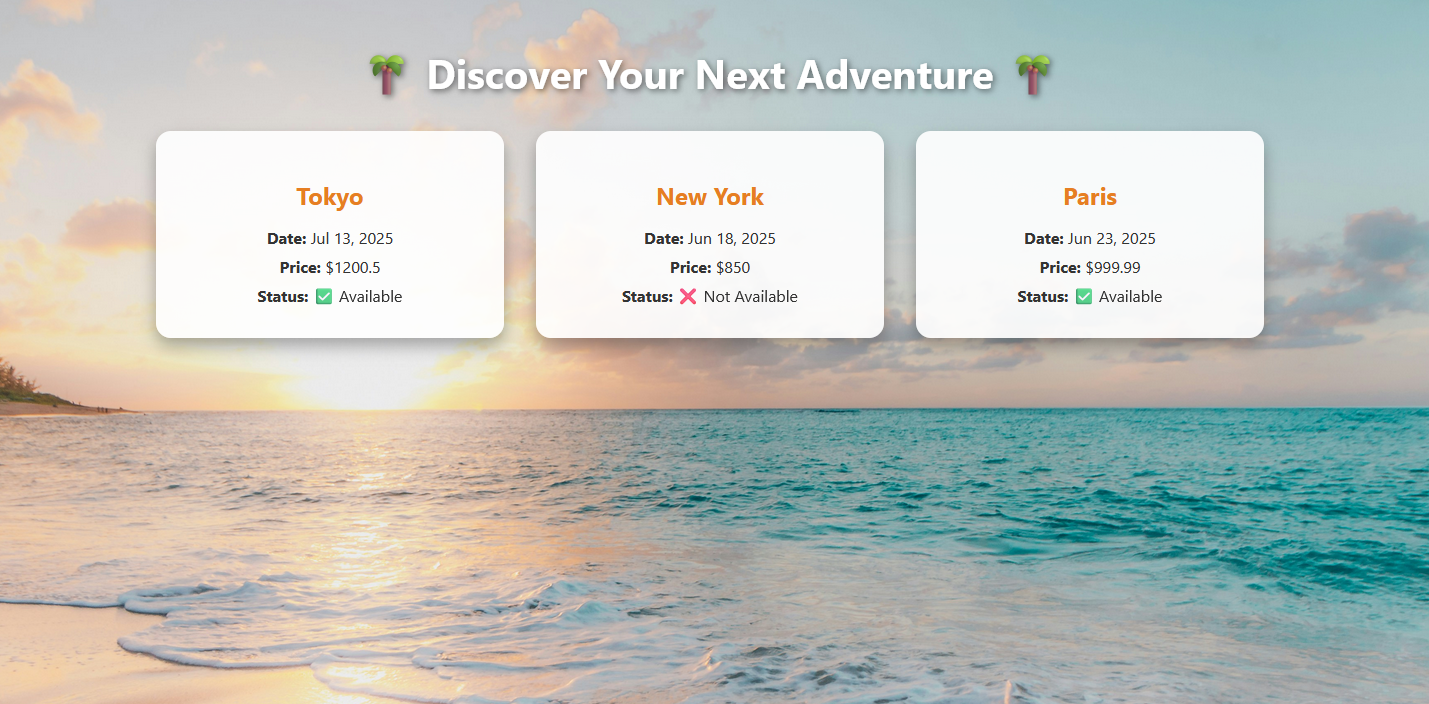 🌴 Discover Your Next Adventure 🌴
Tokyo
Date: Jul 13, 2025
Price: $1200.5
Status: ✅ Available
New York
Date: Jun 18, 2025
Price: $850
Status: ❌ Not Available
Paris
Date: Jun 23, 2025
Price: $999.99
Status: ✅ Available